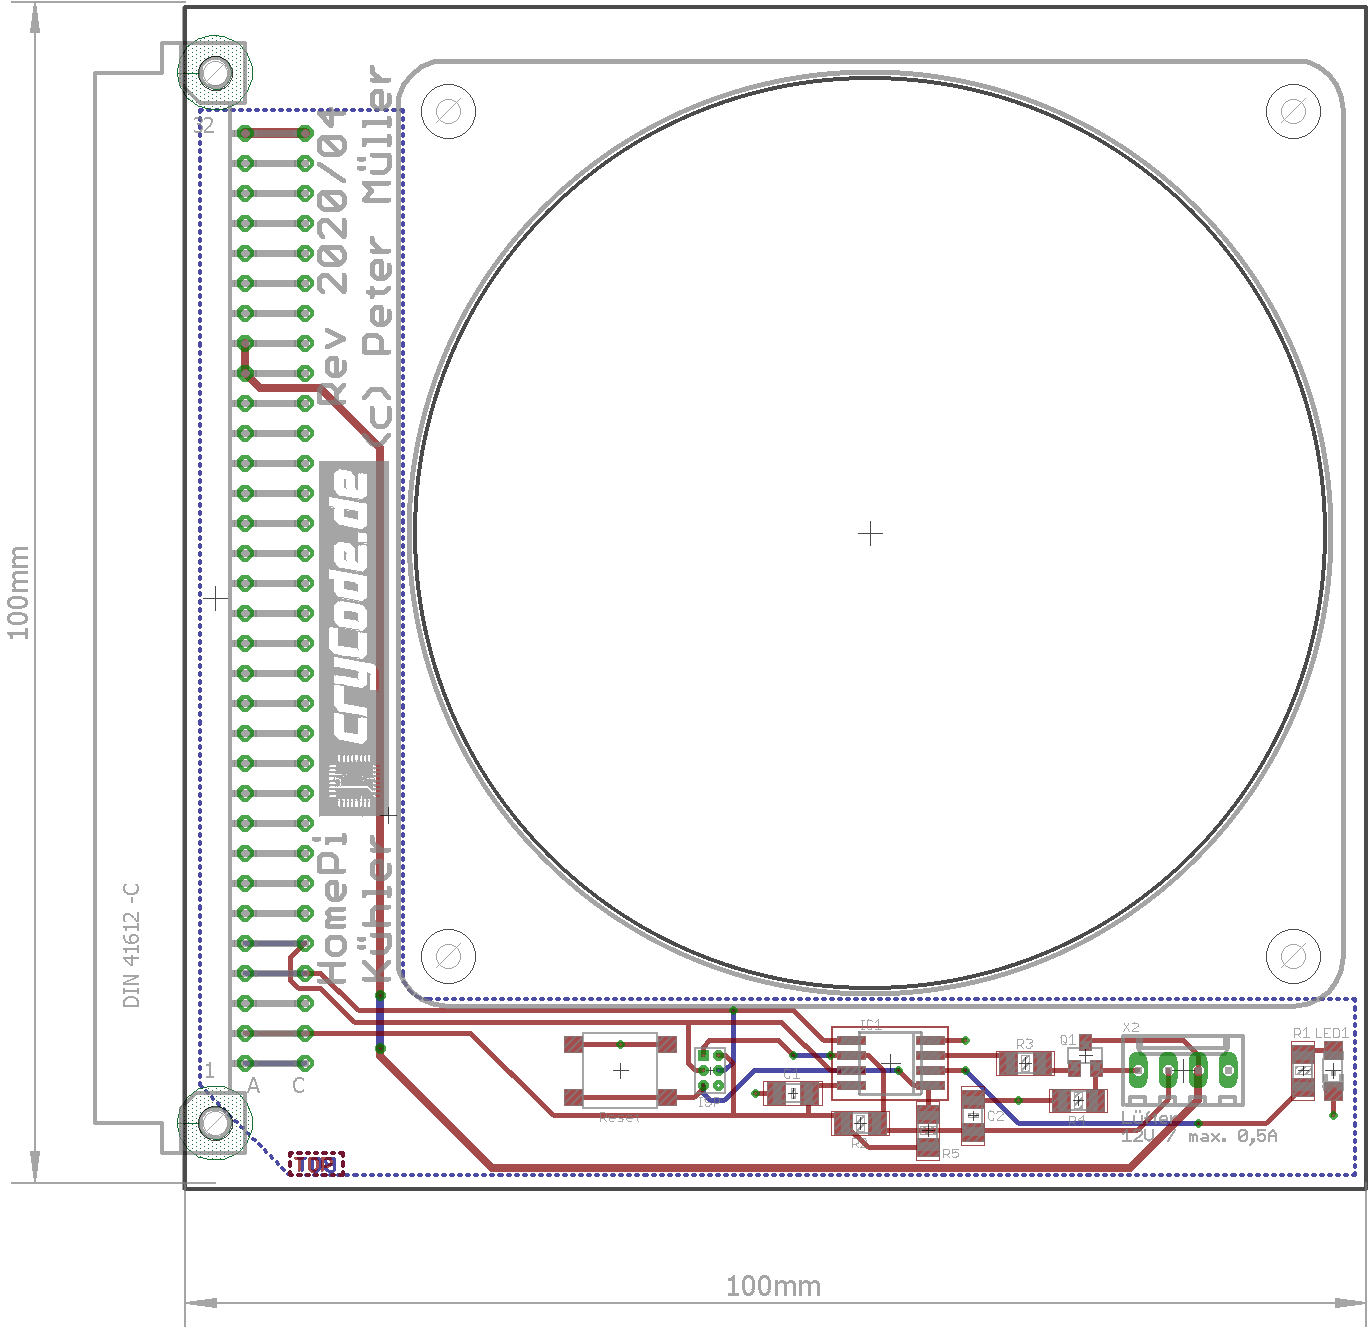 32
Rev 2020/04
(c) Peter Müller
cryCode.de
HomePi
Kühler
100mm
DIN 41612 -C
1
A C
TOP
Reset
ISP
C1
IC1
R2
R5
C2
R3
Q1
R4
X2
Lüfter
12V / max. 0,5A
R1 LED1
100mm